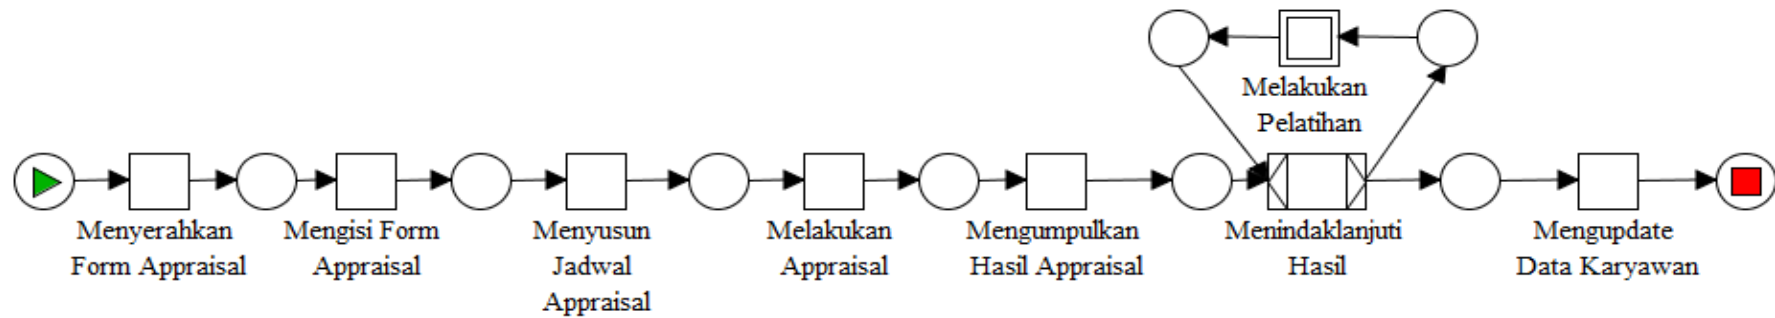 Melakukan
Pelatihan
Menyerahkan
Form Appraisal
Mengisi Form
Appraisal
Menyusun
Jadwal
Appraisal
Melakukan
Appraisal
Mengumpulkan
Hasil Appraisal
Menindaklanjuti
Hasil
Mengupdate
Data Karyawan